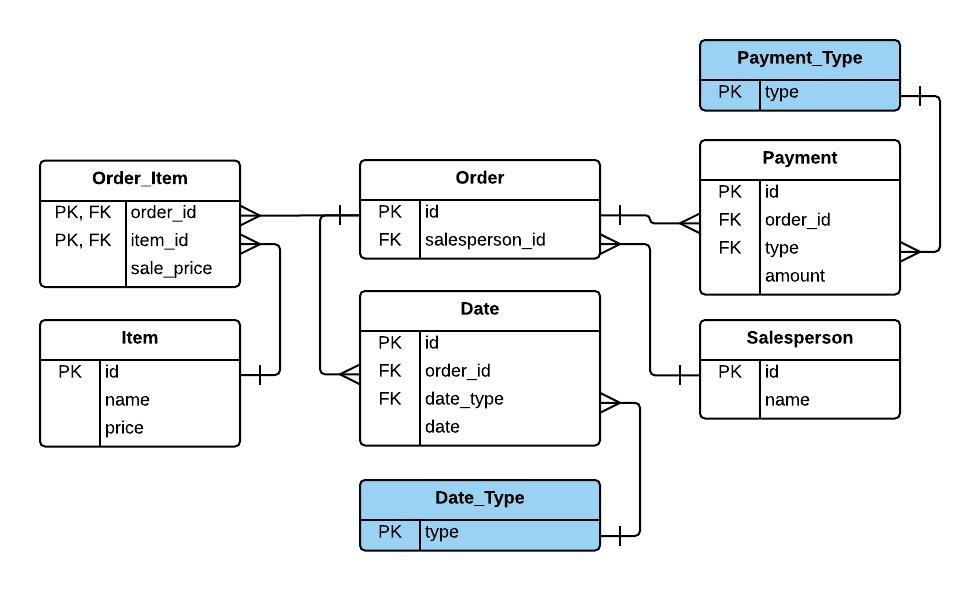 Payment_Type
PK type
Order_Item
PK, FK order_id
PK, FK item_id
sale_price
Order
PK id
FK salesperson_id
Payment
PK id
FK order_id
FK type
amount
Item
PK id
name
price
Date
PK id
FK order_id
FK date_type
date
Salesperson
PK id
name
Date_Type
PK type